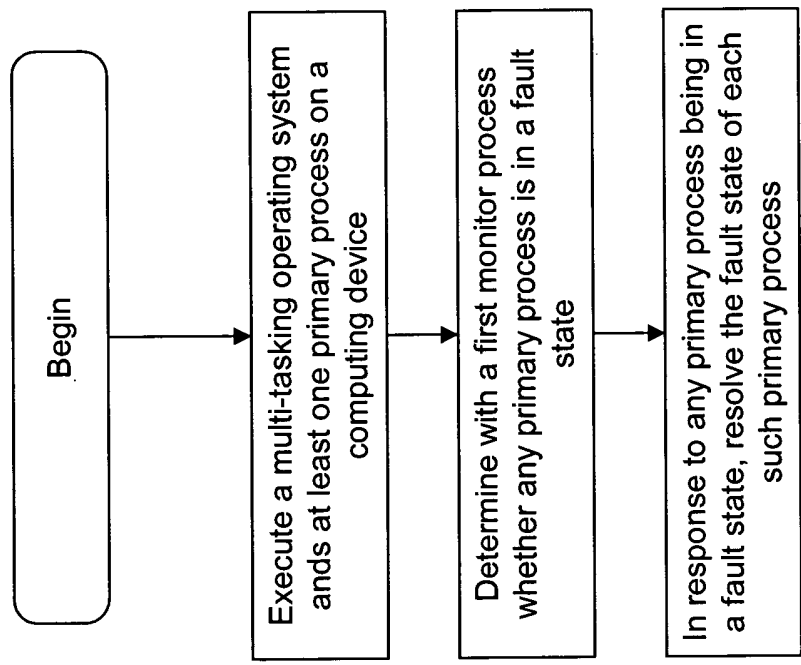 Begin
Execute a multi-tasking operating system
ands at least one primary process on a
computing device
Determine with a first monitor process
whether any primary process is in a fault
state
In response to any primary process being in
a fault state, resolve the fault state of each
such primary process